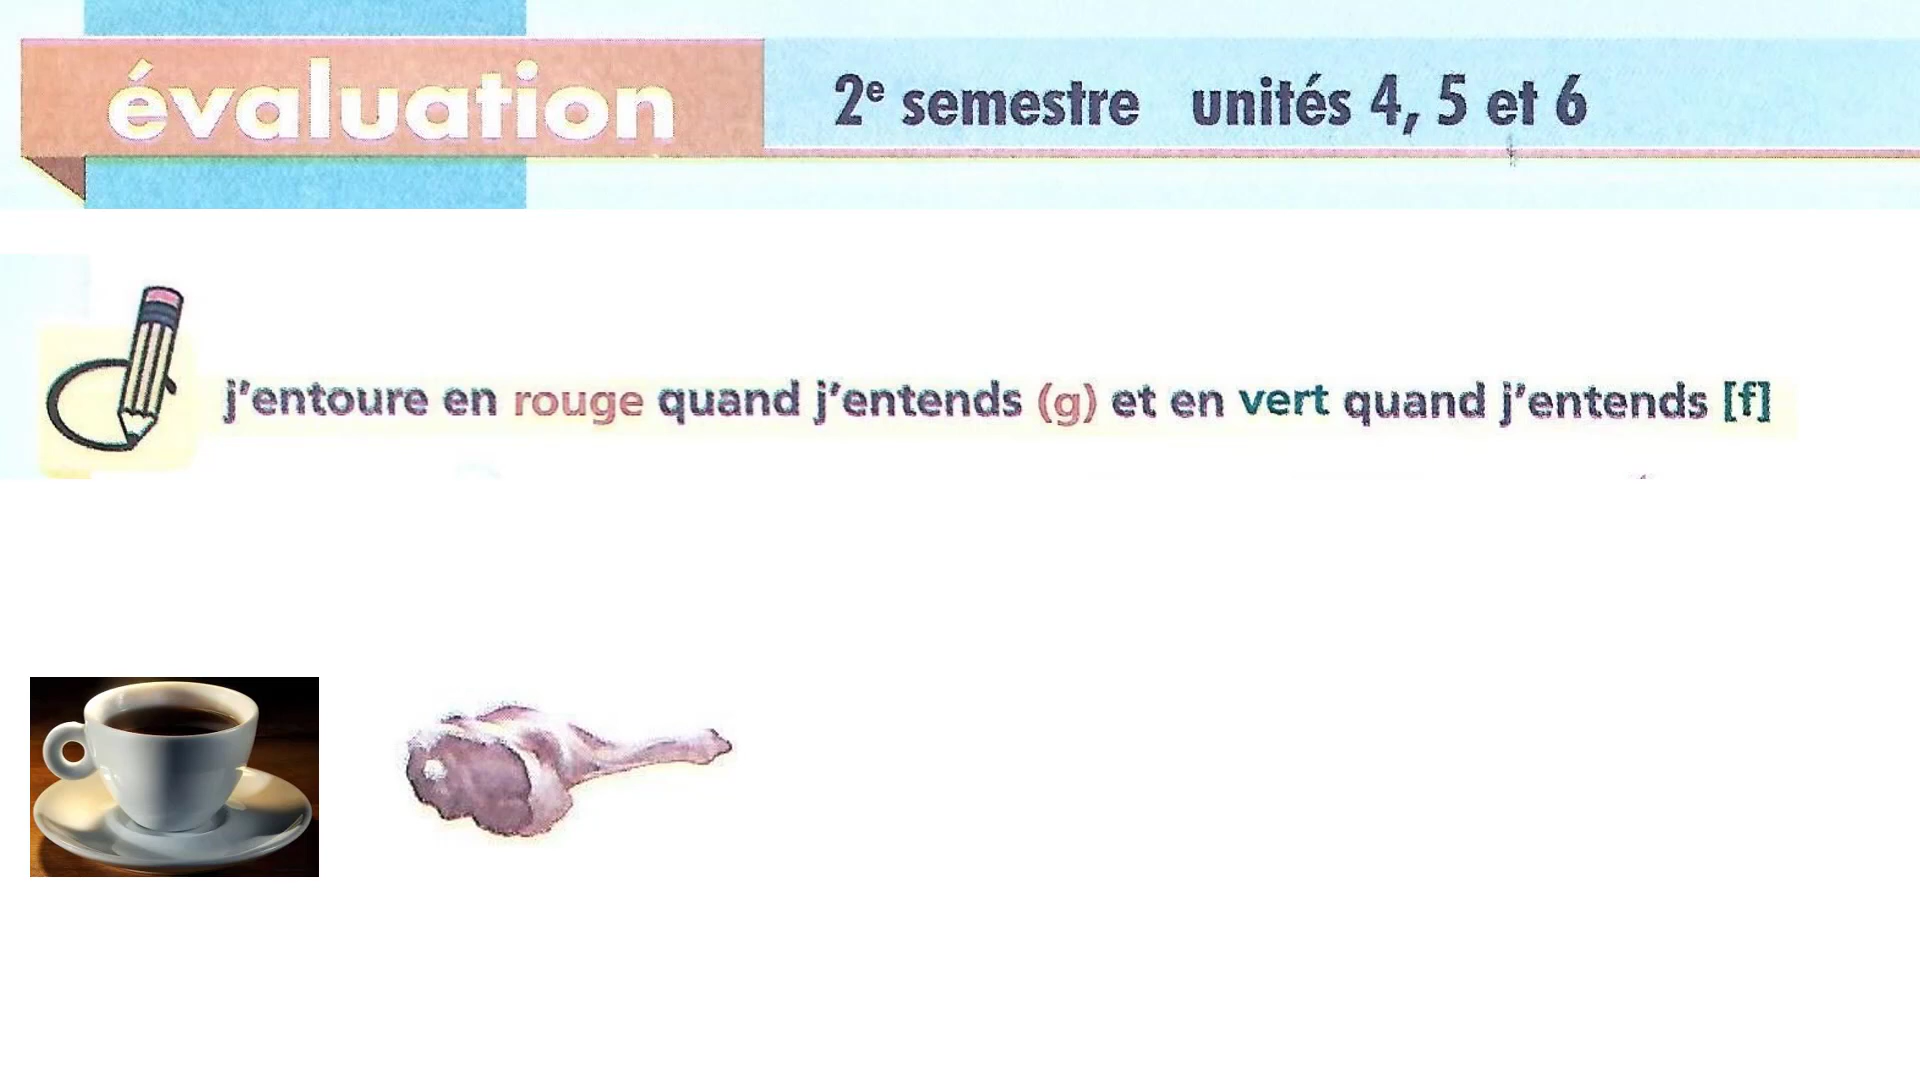 évaluation 2e semestre unités 4, 5 et 6
j'entoure en rouge quand j'entends (g) et en vert quand j'entends [f]